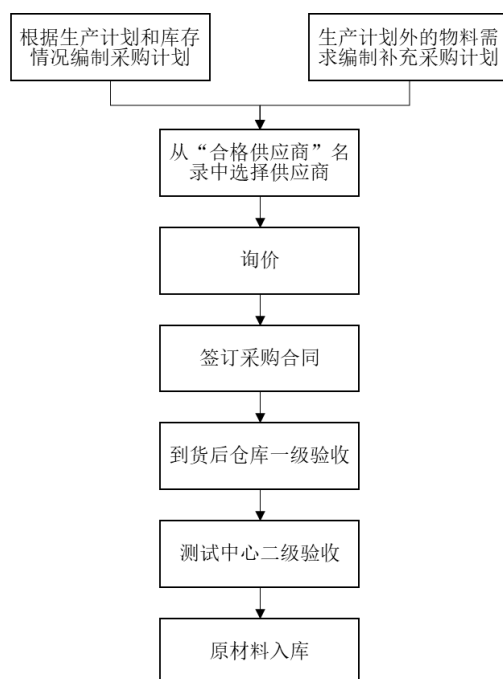 根据生产计划和库存
情况编制采购计划
生产计划外的物料需
求编制补充采购计划
从“合格供应商”名
录中选择供应商
询价
签订采购合同
到货后仓库一级验收
测试中心二级验收
原材料入库